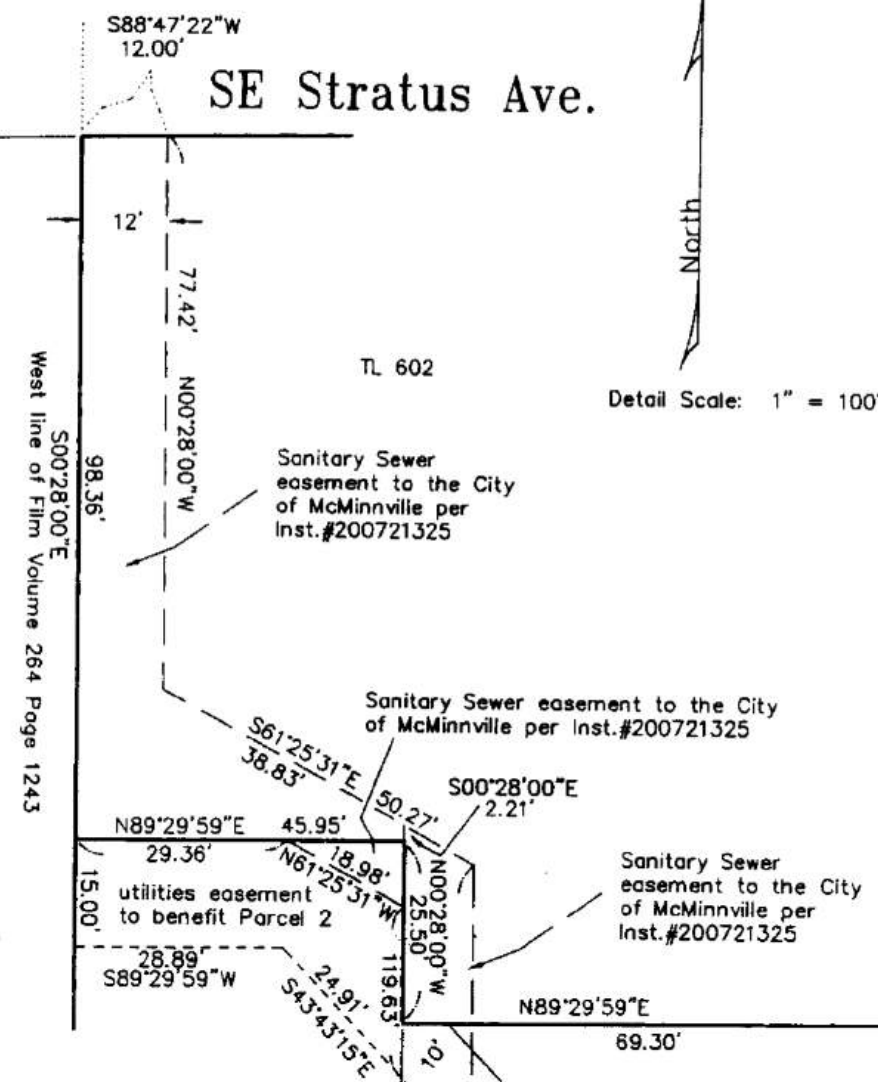 S88°47'22"W
12.00'
SE Stratus Ave.
North
12'
77.42'
N00°28'00"W
TL 602
Detail Scale: 1" = 100'
West line of Film Volume 264 Page 1243
S00°28'00"E
98.36'
Sanitary Sewer
easement to the City
of McMinnville per
Inst.#200721325
Sanitary Sewer easement to the City
of McMinnville per Inst.#200721325
S61°25'31"E
38.83'
50.27'
S00°28'00"E
2.21'
N89°29'59"E
45.95'
29.36'
18.98'
N61°25'31"W
15.00'
utilities easement
to benefit Parcel 2
N00°28'00"W
25.50'
119.63'
Sanitary Sewer
easement to the City
of McMinnville per
Inst.#200721325
28.89'
S89°29'59"W
24.91'
S43°43'15"E
N89°29'59"E
69.30'
10'